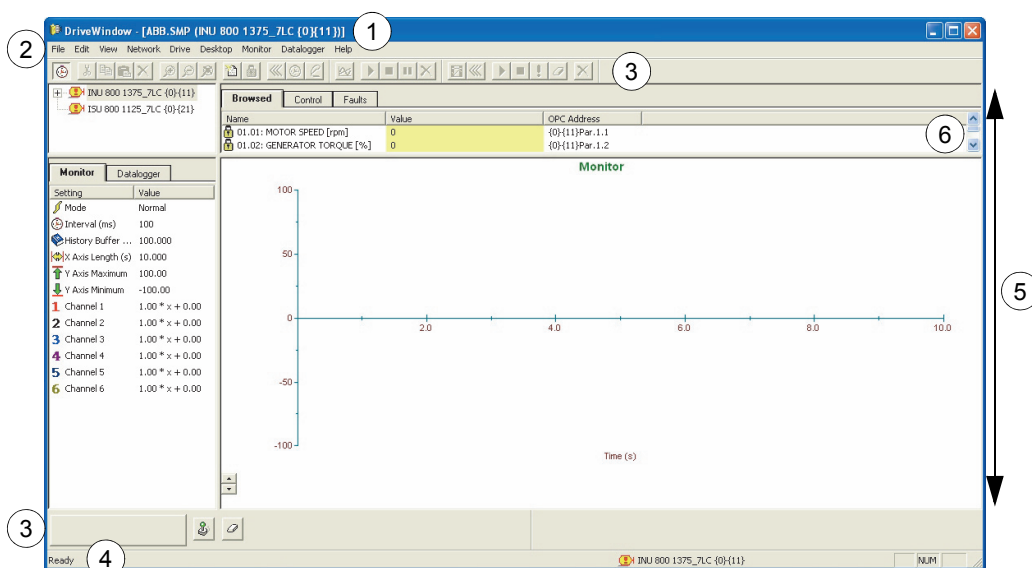 DriveWindow - [ABB.SMP (INU 800 1375_7LC {0}{11})]
1
2
File Edit View Network Drive Desktop Monitor Datalogger Help
3
INU 800 1375_7LC {0}{11}
ISU 800 1125_7LC {0}{21}
Browsed Control Faults
Name Value OPC Address
01.01: MOTOR SPEED [rpm] 0 {0}{11}Par.1.1
01.02: GENERATOR TORQUE [%] 0 {0}{11}Par.1.2
6
Monitor Datalogger
Setting Value
Mode Normal
Interval (ms) 100
History Buffer ... 100.000
X Axis Length (s) 10.000
Y Axis Maximum 100.00
Y Axis Minimum -100.00
1 Channel 1 1.00 * x + 0.00
2 Channel 2 1.00 * x + 0.00
3 Channel 3 1.00 * x + 0.00
4 Channel 4 1.00 * x + 0.00
5 Channel 5 1.00 * x + 0.00
6 Channel 6 1.00 * x + 0.00
Monitor
100
50
0
-50
-100
2.0 4.0 6.0 8.0 10.0
Time (s)
5
3
Ready
4
INU 800 1375_7LC {0}{11}
NUM